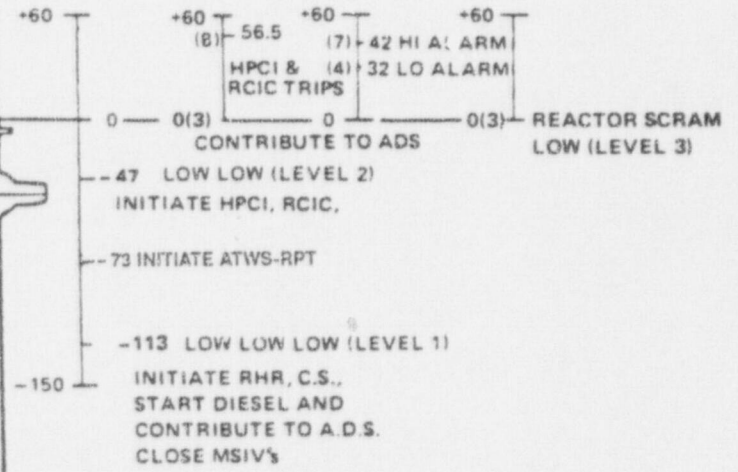 +60 +60 +60 +60
(8) 56.5
(7) 42 HI ALARM
HPCI & (4) 32 LO ALARM
RCIC TRIPS
0 0(3) 0 0(3) REACTOR SCRAM
CONTRIBUTE TO ADS LOW (LEVEL 3)
-47 LOW LOW (LEVEL 2)
INITIATE HPCI, RCIC,
-73 INITIATE ATWS-RPT
-113 LOW LOW LOW (LEVEL 1)
-150 INITIATE RHR, C.S.,
START DIESEL AND
CONTRIBUTE TO A.D.S.
CLOSE MSIV's